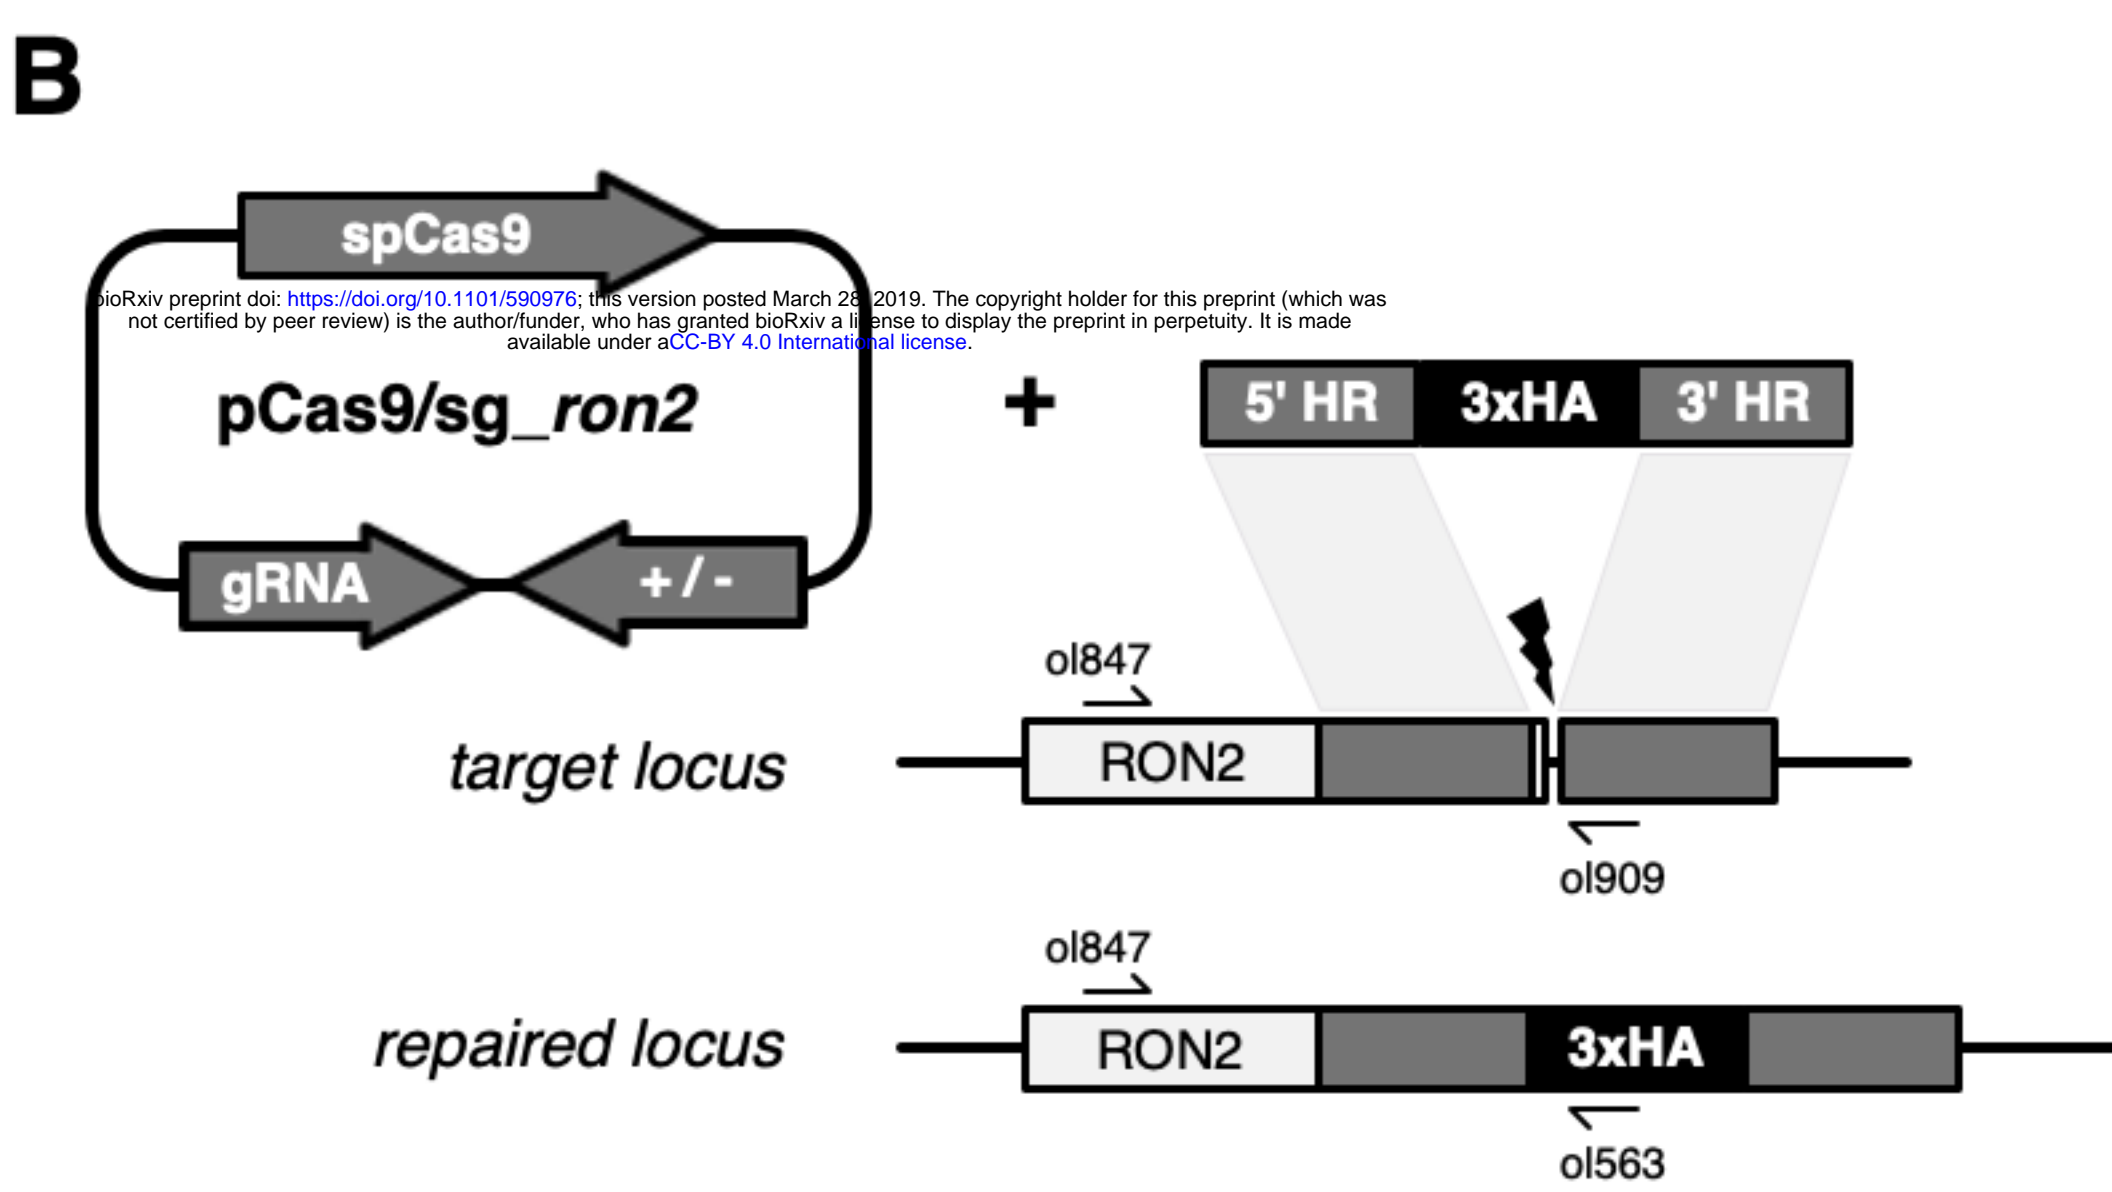 B
spCas9
bioRxiv preprint doi: https://doi.org/10.1101/590976; this version posted March 28, 2019. The copyright holder for this preprint (which was
not certified by peer review) is the author/funder, who has granted bioRxiv a license to display the preprint in perpetuity. It is made
available under aCC-BY 4.0 International license.
pCas9/sg_ron2
+
5' HR 3xHA 3' HR
gRNA
+ / -
ol847
target locus
RON2
ol909
ol847
repaired locus
RON2
3xHA
ol563